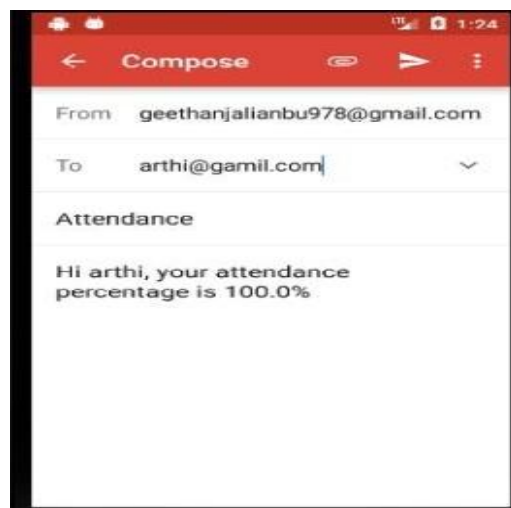 LTE 1:24
Compose
From geethanjalianbu978@gmail.com
To arthi@gamil.com
Attendance
Hi arthi, your attendance
percentage is 100.0%